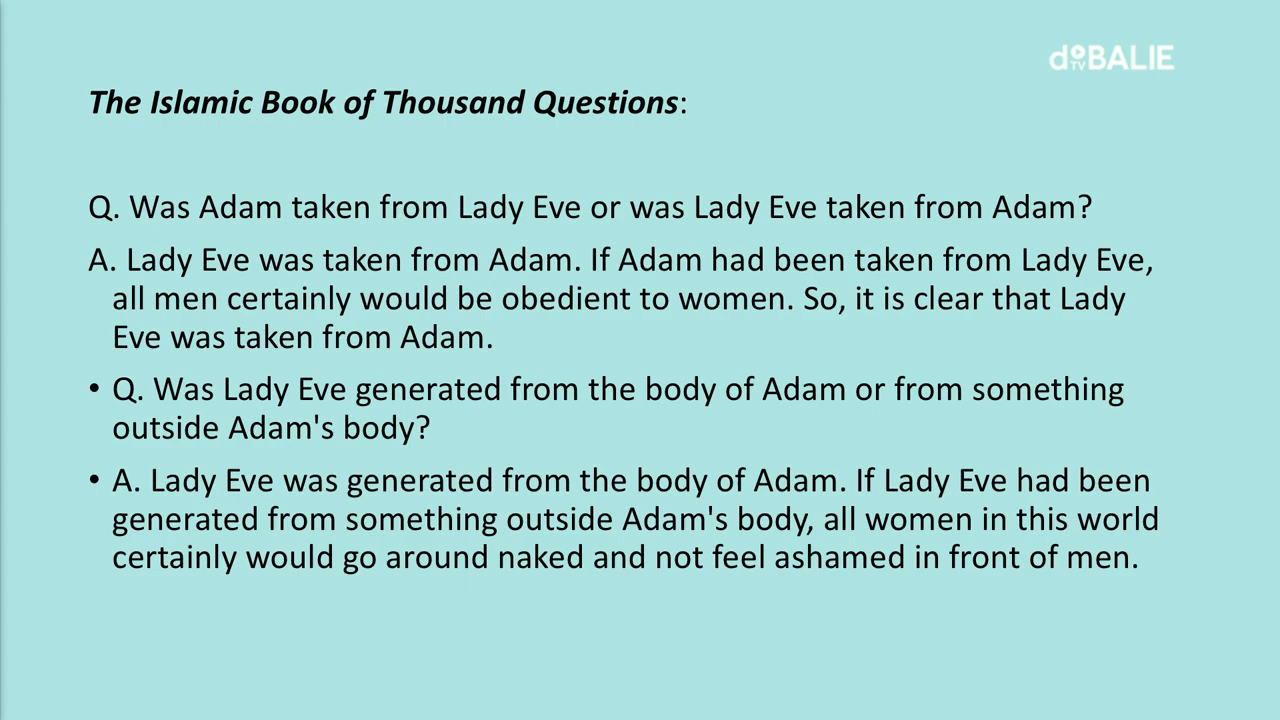 dOBALIE
TV
The Islamic Book of Thousand Questions:
Q. Was Adam taken from Lady Eve or was Lady Eve taken from Adam?
A. Lady Eve was taken from Adam. If Adam had been taken from Lady Eve,
all men certainly would be obedient to women. So, it is clear that Lady
Eve was taken from Adam.
• Q. Was Lady Eve generated from the body of Adam or from something
outside Adam's body?
• A. Lady Eve was generated from the body of Adam. If Lady Eve had been
generated from something outside Adam's body, all women in this world
certainly would go around naked and not feel ashamed in front of men.